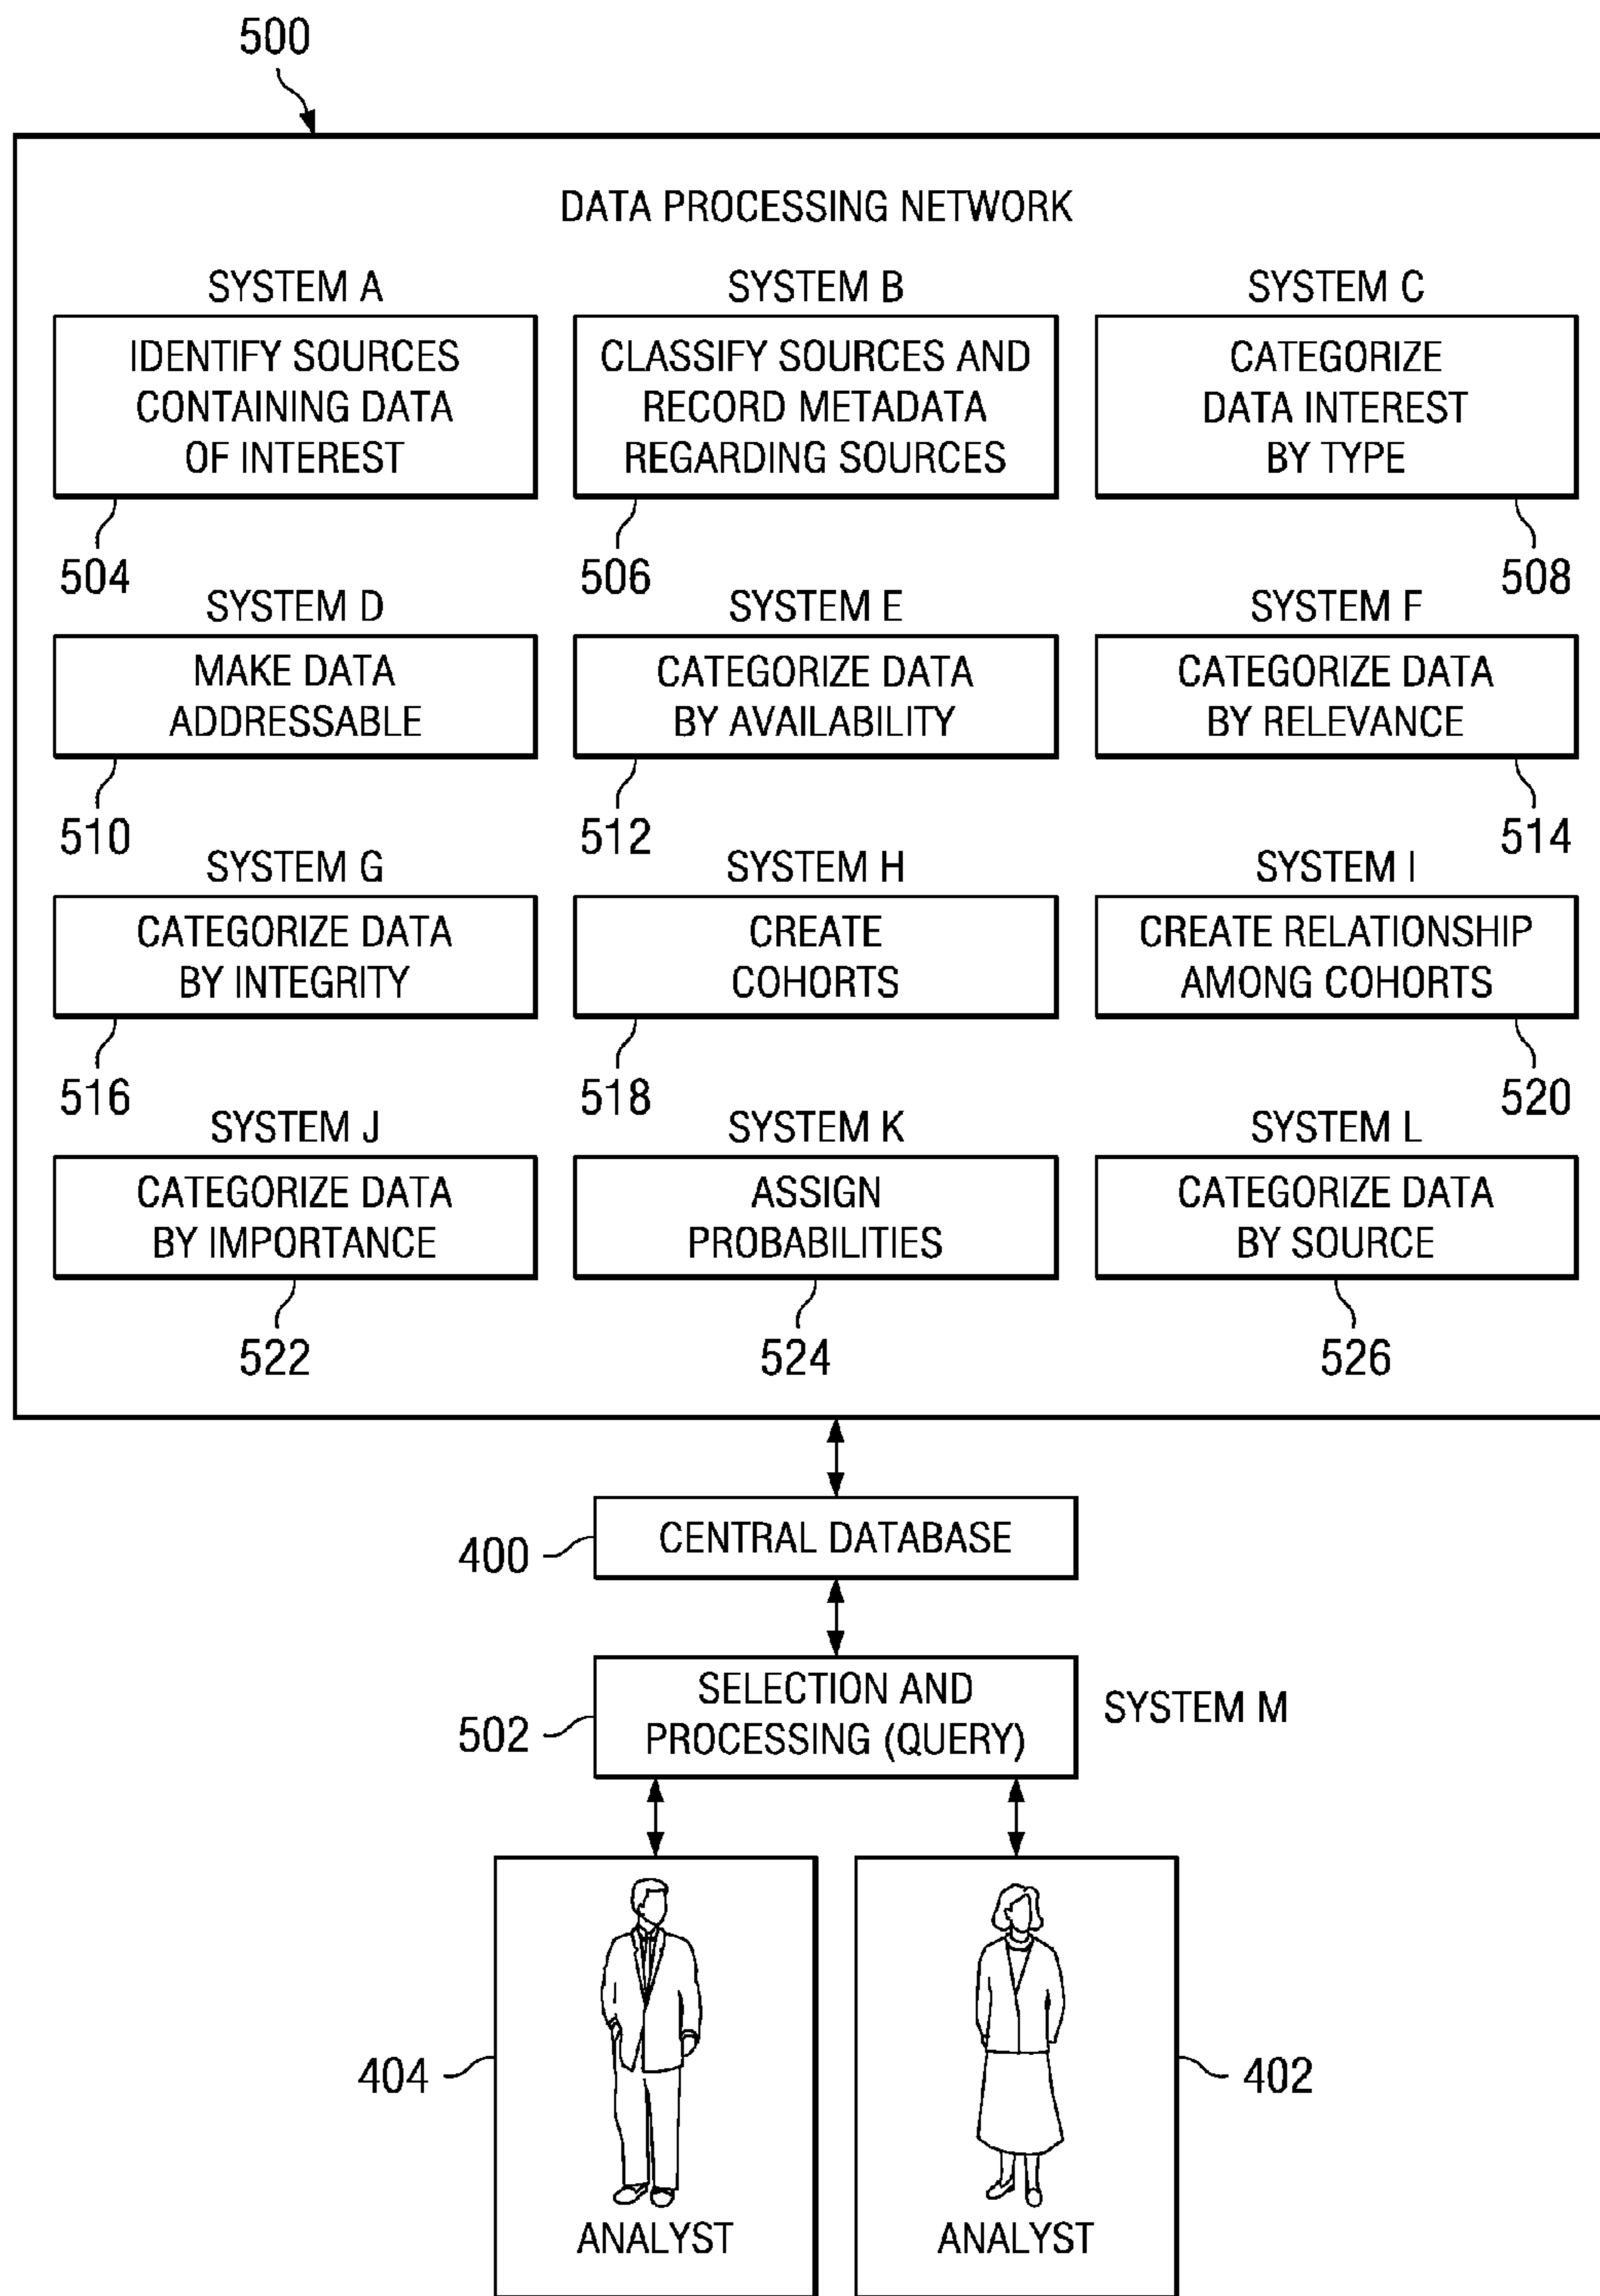 500
DATA PROCESSING NETWORK
SYSTEM A
IDENTIFY SOURCES
CONTAINING DATA
OF INTEREST
504
SYSTEM B
CLASSIFY SOURCES AND
RECORD METADATA
REGARDING SOURCES
506
SYSTEM C
CATEGORIZE
DATA INTEREST
BY TYPE
508
SYSTEM D
MAKE DATA
ADDRESSABLE
510
SYSTEM E
CATEGORIZE DATA
BY AVAILABILITY
512
SYSTEM F
CATEGORIZE DATA
BY RELEVANCE
514
SYSTEM G
CATEGORIZE DATA
BY INTEGRITY
516
SYSTEM H
CREATE
COHORTS
518
SYSTEM I
CREATE RELATIONSHIP
AMONG COHORTS
520
SYSTEM J
CATEGORIZE DATA
BY IMPORTANCE
522
SYSTEM K
ASSIGN
PROBABILITIES
524
SYSTEM L
CATEGORIZE DATA
BY SOURCE
526
400
CENTRAL DATABASE
502
SELECTION AND
PROCESSING (QUERY)
SYSTEM M
404
ANALYST
402
ANALYST